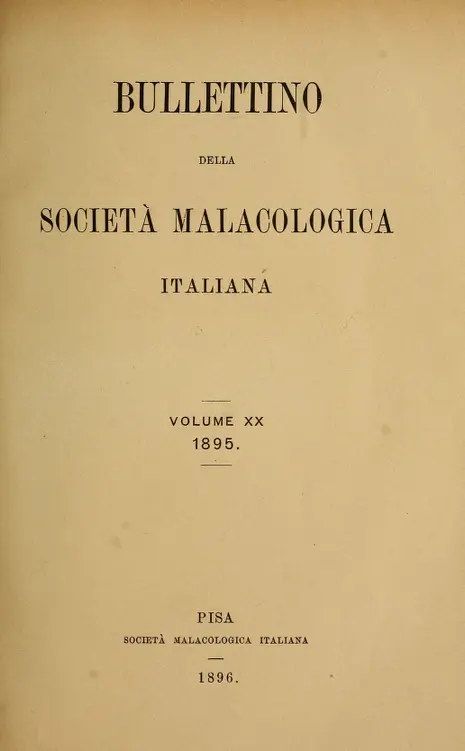 BULLETTINO
DELLA
SOCIETÀ MALACOLOGICA
ITALIANA
VOLUME XX
1895.
PISA
SOCIETÀ MALACOLOGICA ITALIANA
1896.